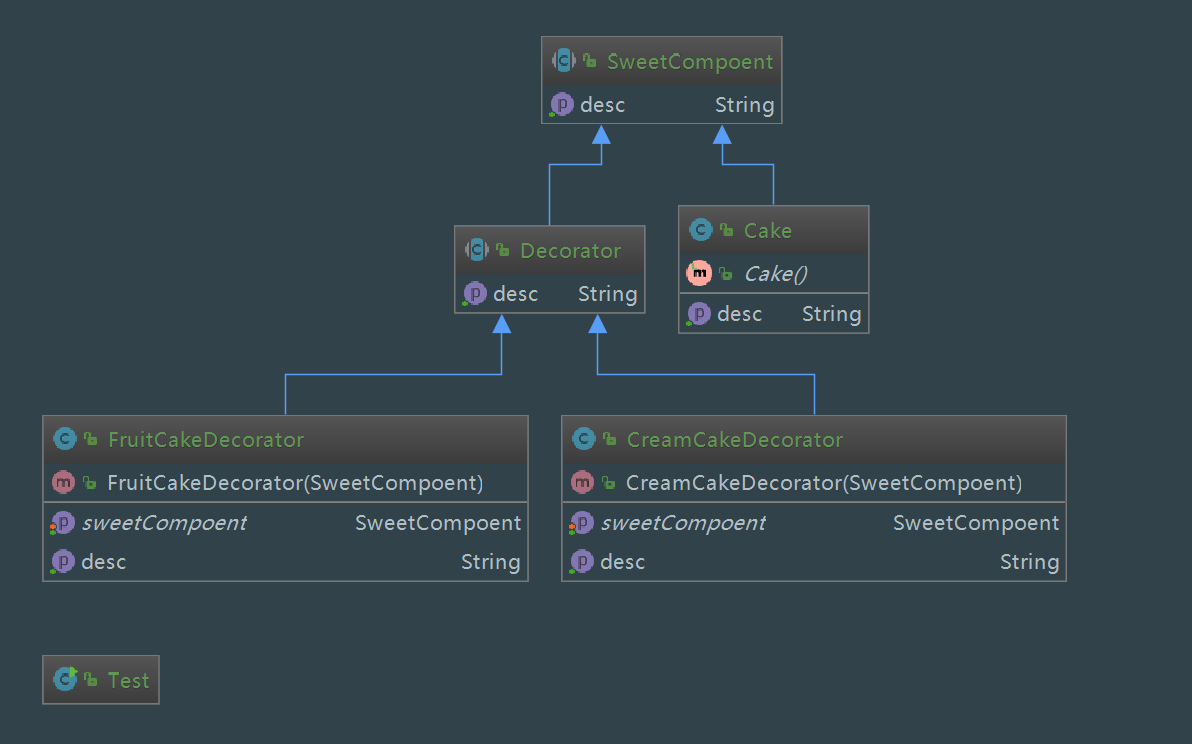 SweetCompoent
desc String
Decorator
desc String
Cake
Cake()
desc String
FruitCakeDecorator
FruitCakeDecorator(SweetCompoent)
sweetCompoent SweetCompoent
desc String
CreamCakeDecorator
CreamCakeDecorator(SweetCompoent)
sweetCompoent SweetCompoent
desc String
Test